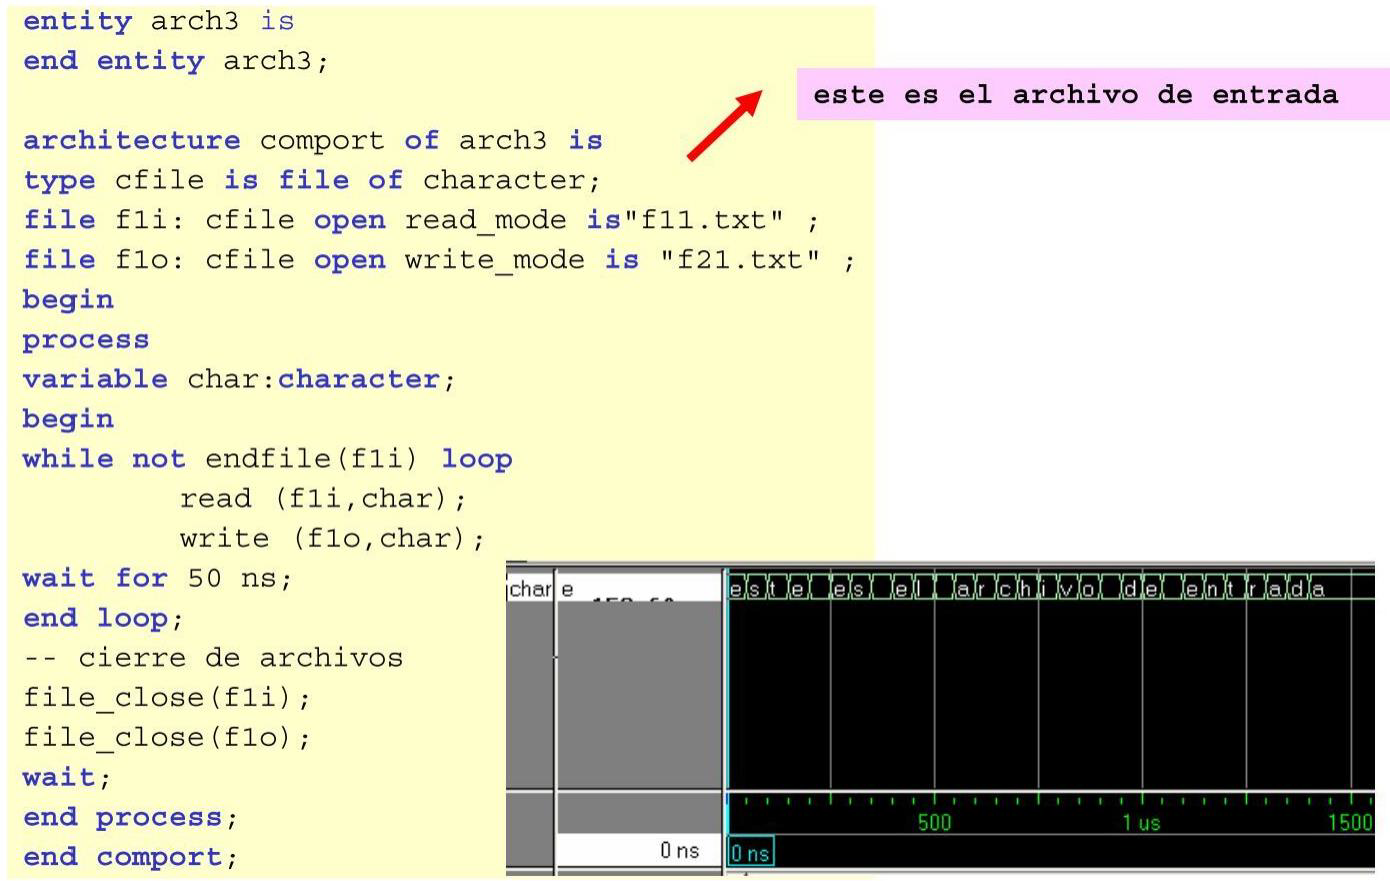 entity arch3 is
end entity arch3;
este es el archivo de entrada
architecture comport of arch3 is
type cfile is file of character;
file f1i: cfile open read_mode is"f11.txt" ;
file f1o: cfile open write_mode is "f21.txt" ;
begin
process
variable char:character;
begin
while not endfile(f1i) loop
read (f1i,char);
write (f1o,char);
wait for 50 ns;
end loop;
-- cierre de archivos
file_close(f1i);
file_close(f1o);
wait;
end process;
end comport;
char e
e s t e e s e l a r c h i v o d e e n t r a d a
500 1 us 1500
0 ns 0 ns